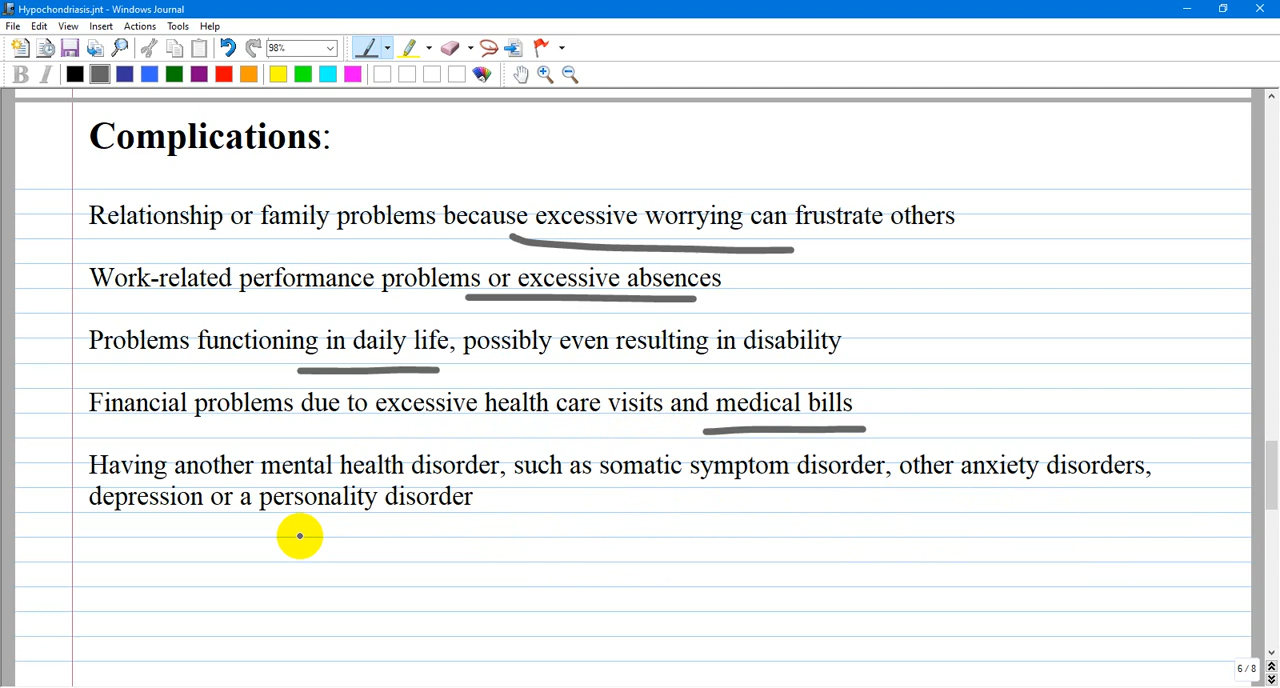 Hypochondriasis.jnt - Windows Journal
File Edit View Insert Actions Tools Help
98%
B I
Complications:
Relationship or family problems because excessive worrying can frustrate others
Work-related performance problems or excessive absences
Problems functioning in daily life, possibly even resulting in disability
Financial problems due to excessive health care visits and medical bills
Having another mental health disorder, such as somatic symptom disorder, other anxiety disorders,
depression or a personality disorder
6 / 8